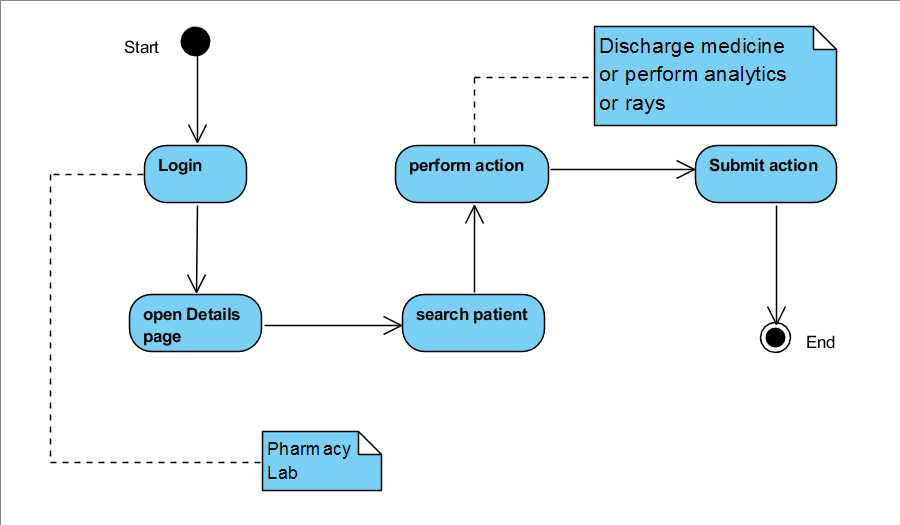 Start
Discharge medicine
or perform analytics
or rays
Login
perform action
Submit action
open Details
page
search patient
End
Pharmacy
Lab